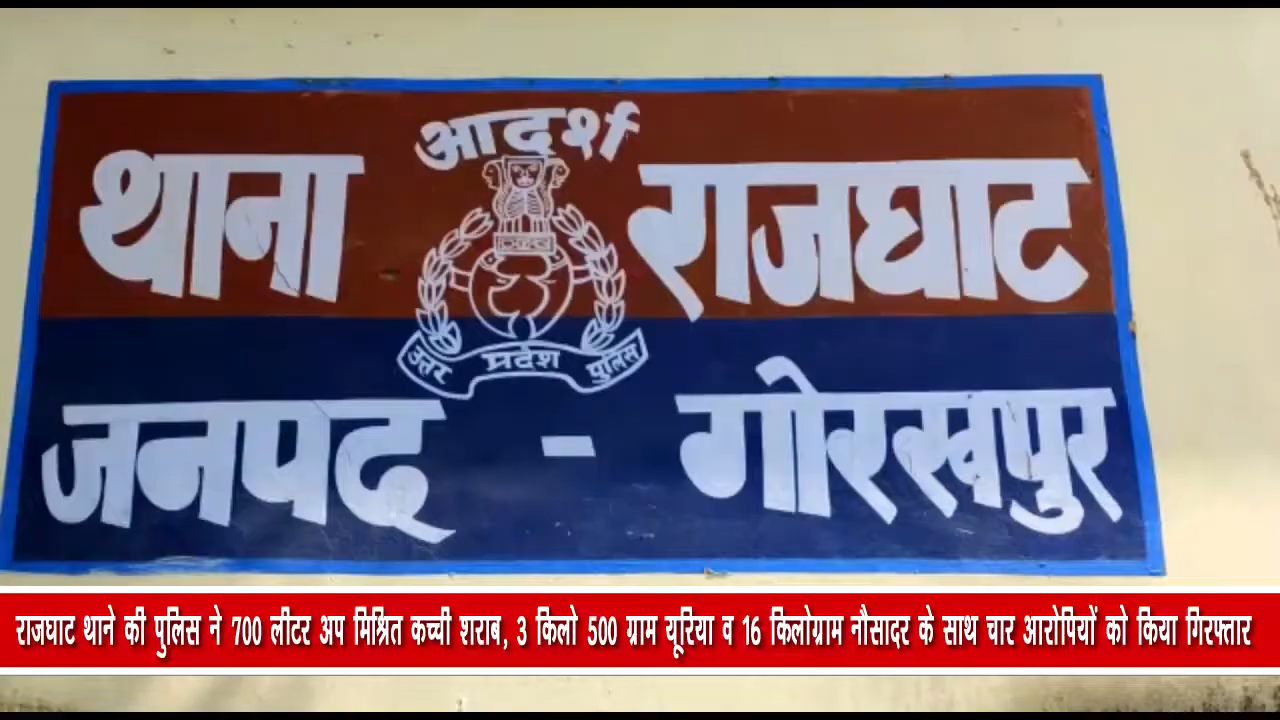 आदर्श
थाना राजघाट
उत्तर प्रदेश पुलिस
जनपद - गोरखपुर
राजघाट थाने की पुलिस ने 700 लीटर अप मिश्रित कच्ची शराब, 3 किलो 500 ग्राम यूरिया व 16 किलोग्राम नौसादर के साथ चार आरोपियों को किया गिरफ्तार